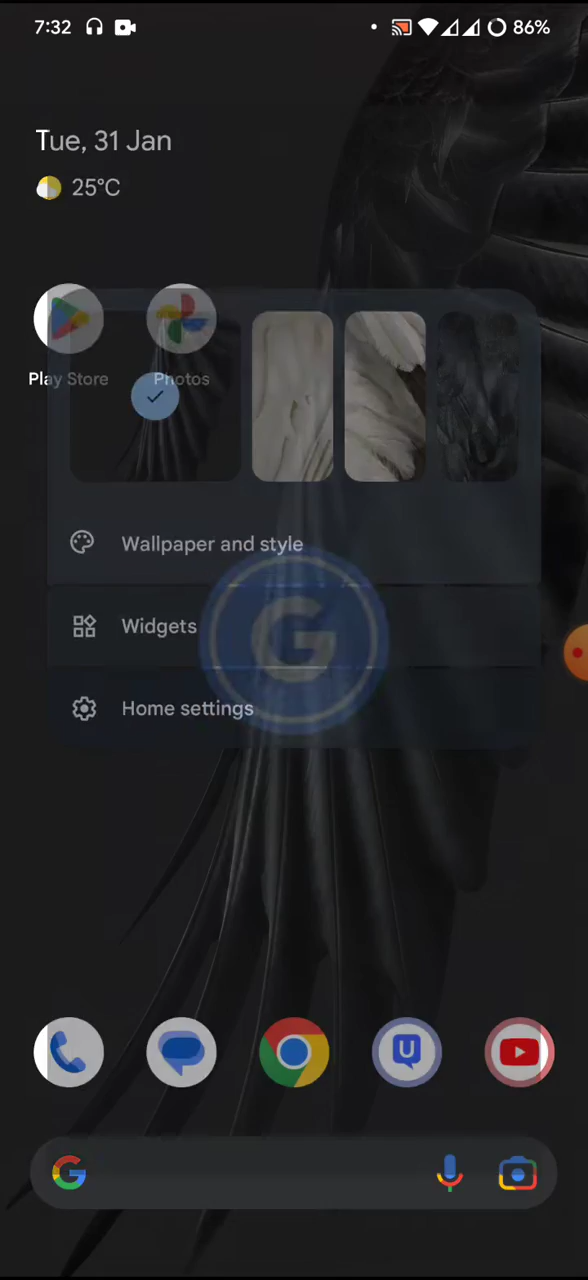 7:32 86%
Tue, 31 Jan
25°C
Play Store Photos
Wallpaper and style
Widgets
G
Home settings
U
G